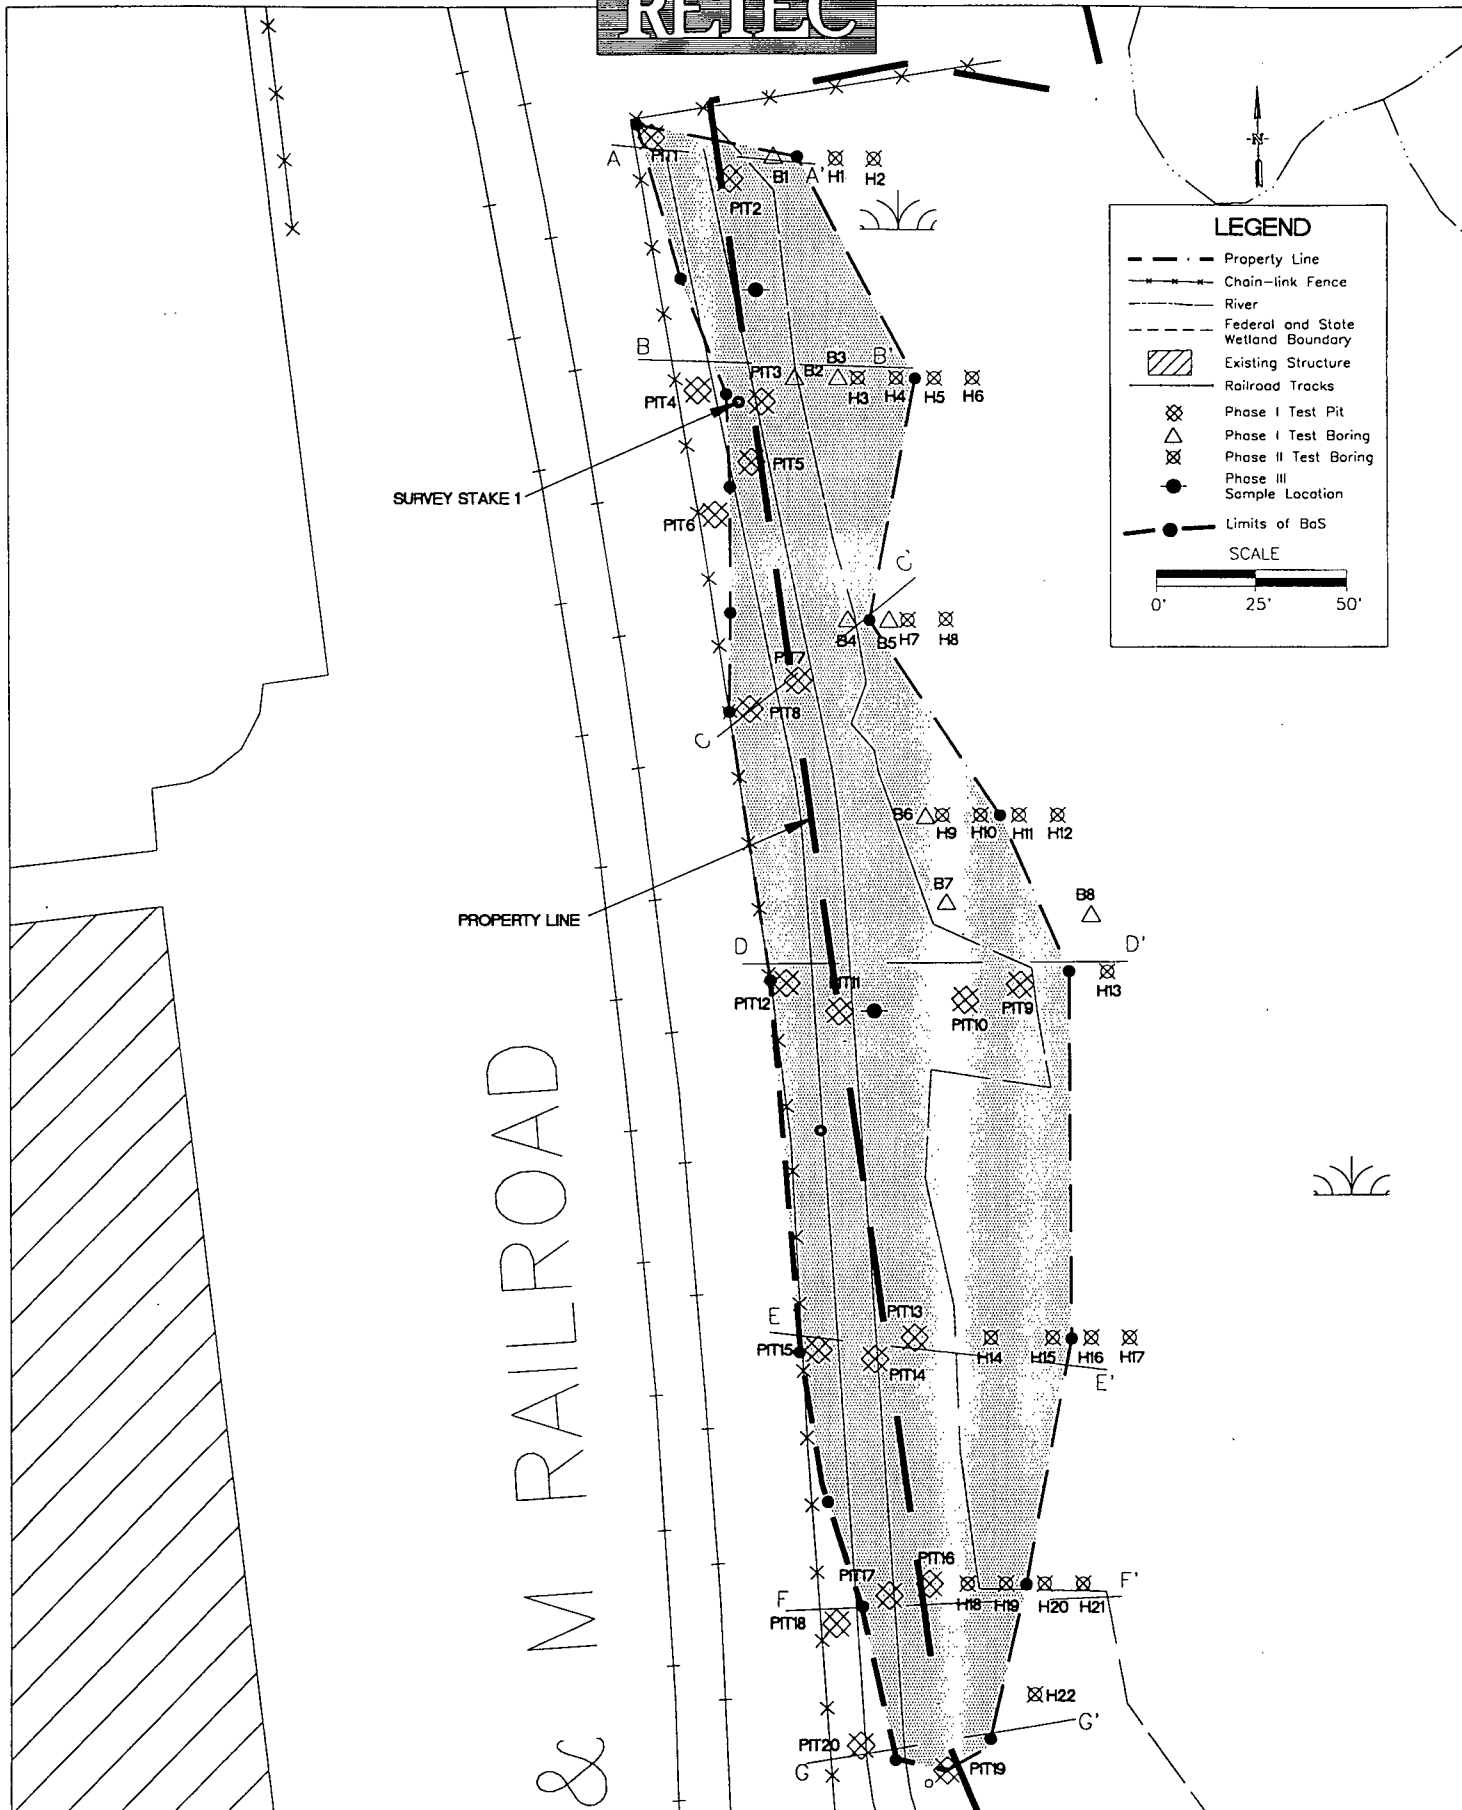 RETEC
A
PIT1
B1
A'
H1
H2
PIT2
LEGEND
Property Line
Chain-link Fence
River
Federal and State
Wetland Boundary
Existing Structure
Railroad Tracks
Phase I Test Pit
Phase I Test Boring
Phase II Test Boring
Phase III
Sample Location
Limits of BaS
SCALE
0' 25' 50'
N
B
PIT3
B2
B3
B'
PIT4
H3
H4
H5
H6
SURVEY STAKE 1
PIT5
PIT6
C'
B4
B5
H7
H8
PIT7
PIT8
C
B6
H9
H10
H11
H12
B7
B8
PROPERTY LINE
D
D'
PIT12
PIT11
PIT10
PIT9
H13
& M RAILROAD
PIT13
E
PIT15
PIT14
H14
H15
H16
H17
E'
PIT16
PIT17
F
PIT18
H18
H19
H20
H21
F'
H22
G'
PIT20
G
PIT19